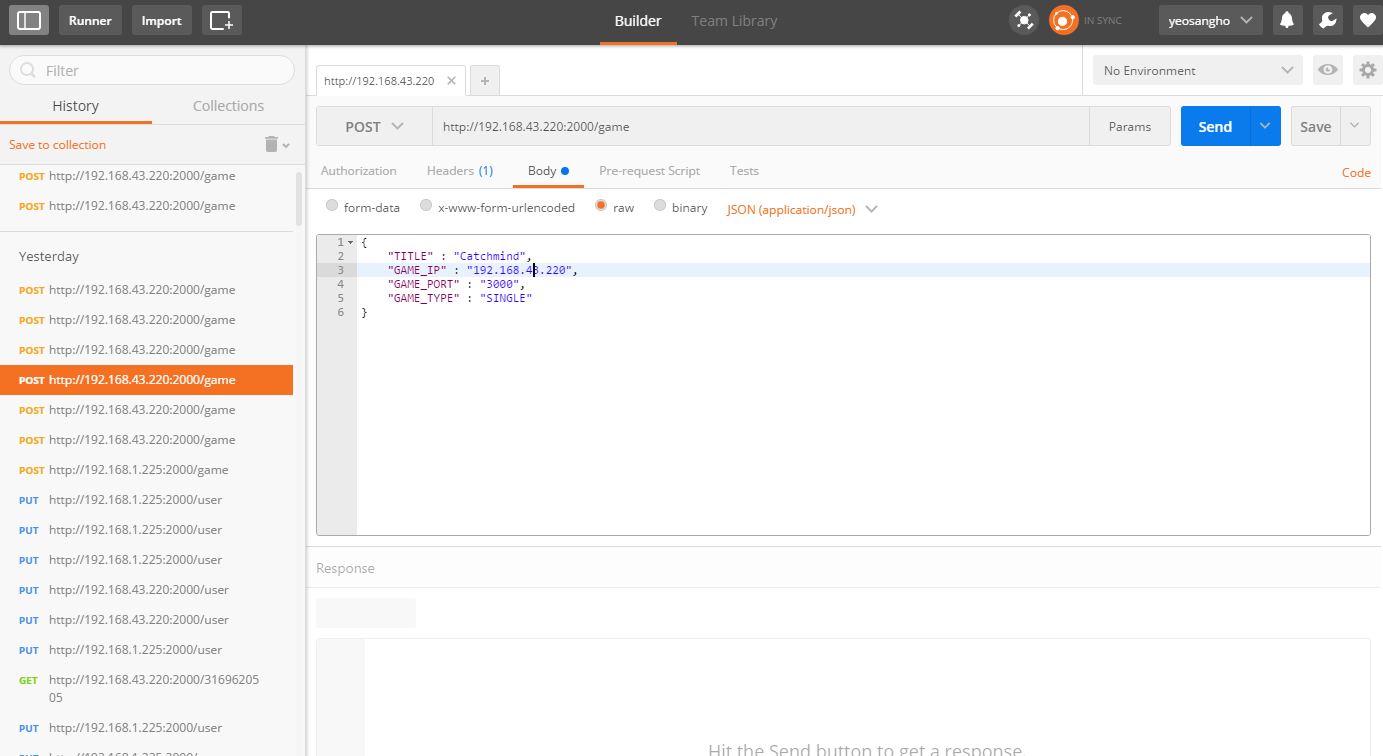 Runner
Import
Builder
Team Library
IN SYNC
yeosangho
Filter
History
Collections
Save to collection
POST http://192.168.43.220:2000/game
POST http://192.168.43.220:2000/game
Yesterday
POST http://192.168.43.220:2000/game
POST http://192.168.43.220:2000/game
POST http://192.168.43.220:2000/game
POST http://192.168.43.220:2000/game
POST http://192.168.43.220:2000/game
POST http://192.168.43.220:2000/game
POST http://192.168.1.225:2000/game
PUT http://192.168.1.225:2000/user
PUT http://192.168.1.225:2000/user
PUT http://192.168.1.225:2000/user
PUT http://192.168.43.220:2000/user
PUT http://192.168.43.220:2000/user
PUT http://192.168.1.225:2000/user
GET http://192.168.43.220:2000/31696205
05
PUT http://192.168.1.225:2000/user
http://192.168.43.220
No Environment
POST http://192.168.43.220:2000/game
Params
Send
Save
Authorization
Headers (1)
Body
Pre-request Script
Tests
Code
form-data
x-www-form-urlencoded
raw
binary
JSON (application/json)
1 {
2 "TITLE" : "Catchmind",
3 "GAME_IP" : "192.168.43.220",
4 "GAME_PORT" : "3000",
5 "GAME_TYPE" : "SINGLE"
6 }
Response
Hit the Send button to get a response.